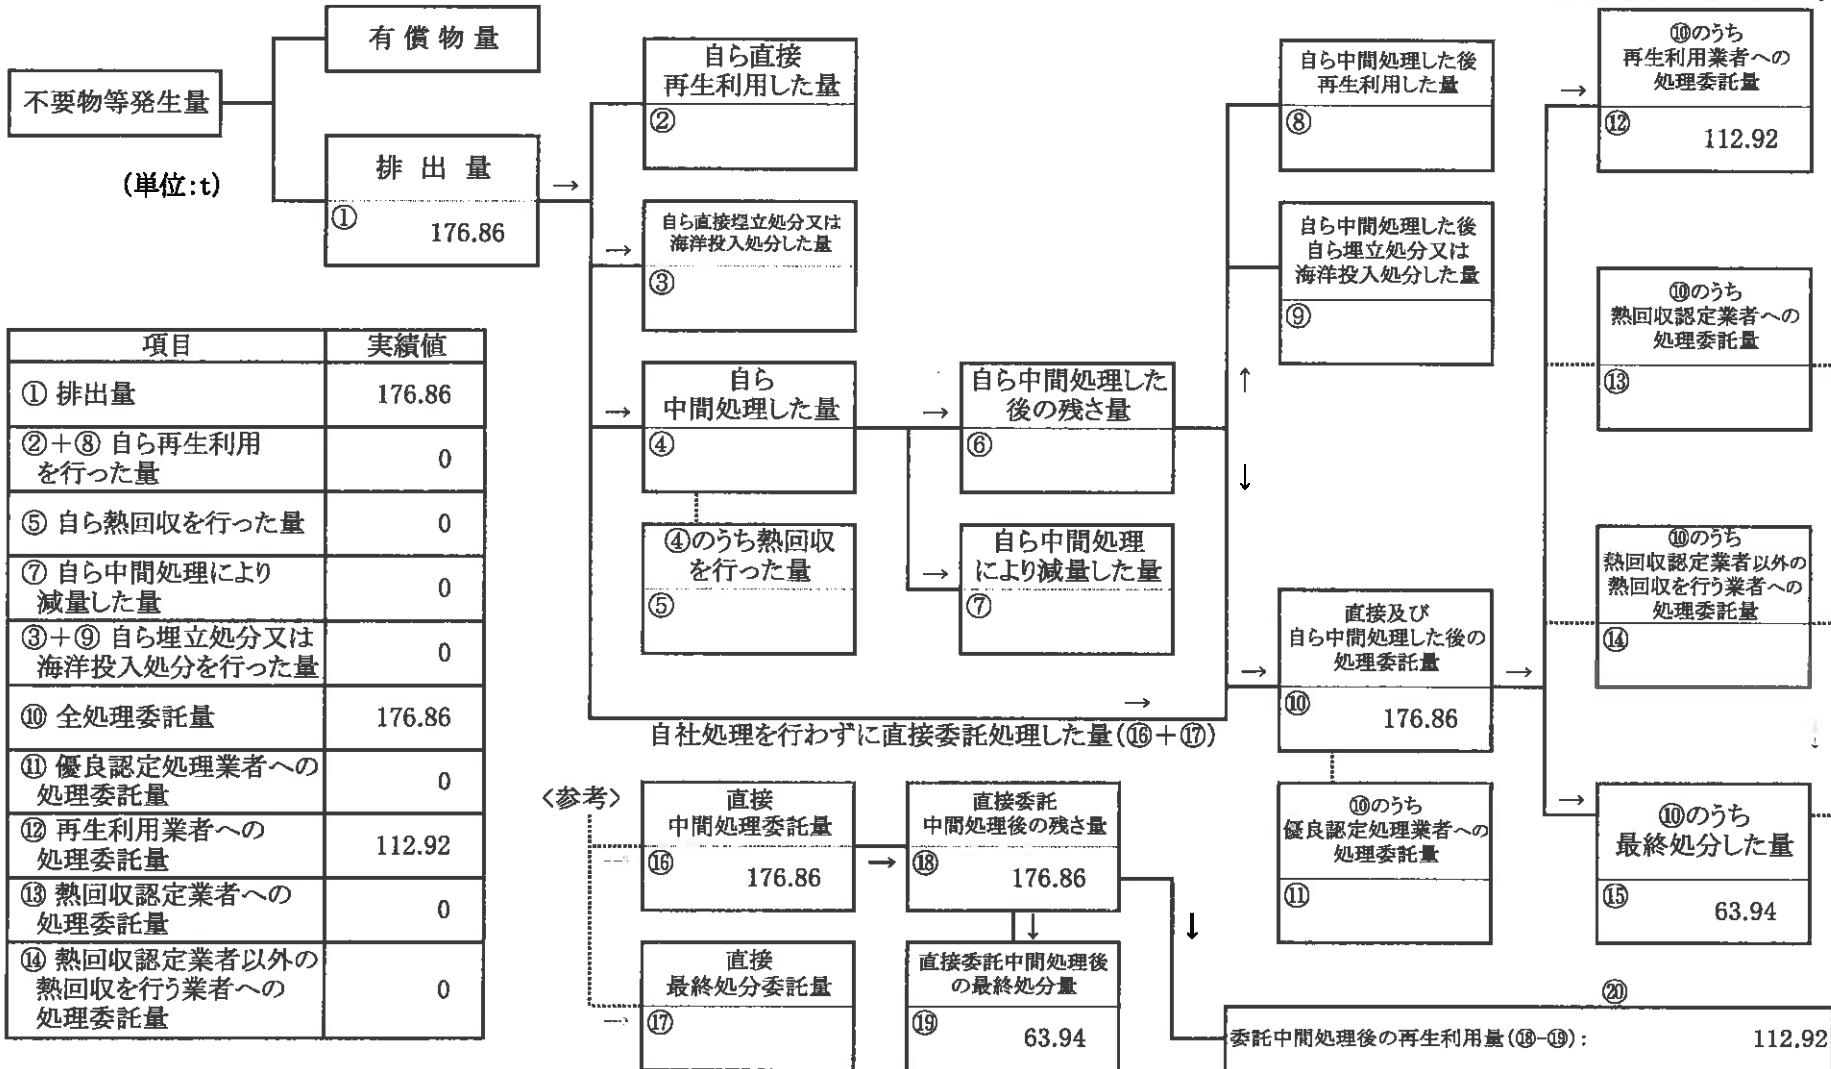 不要物等発生量
有償物量
(単位:t)
排出量
①
176.86
→
自ら直接
再生利用した量
②
→
自ら直接埋立処分又は
海洋投入処分した量
③
→
自ら
中間処理した量
④
④のうち熱回収
を行った量
⑤
→
自ら中間処理した
後の残さ量
⑥
→
自ら中間処理
により減量した量
⑦
自ら中間処理した後
再生利用した量
⑧
自ら中間処理した後
自ら埋立処分又は
海洋投入処分した量
⑨
↑
↓
→
直接及び
自ら中間処理した後の
処理委託量
⑩
176.86
→
⑩のうち
優良認定処理業者への
処理委託量
⑪
→
⑩のうち
再生利用業者への
処理委託量
⑫
112.92
⑩のうち
熱回収認定業者への
処理委託量
⑬
⑩のうち
熱回収認定業者以外の
熱回収を行う業者への
処理委託量
⑭
→
⑩のうち
最終処分した量
⑮
63.94
→
自社処理を行わずに直接委託処理した量(⑯+⑰)
項目 実績値
① 排出量 176.86
②+⑧ 自ら再生利用
を行った量 0
⑤ 自ら熱回収を行った量 0
⑦ 自ら中間処理により
減量した量 0
③+⑨ 自ら埋立処分又は
海洋投入処分を行った量 0
⑩ 全処理委託量 176.86
⑪ 優良認定処理業者への
処理委託量 0
⑫ 再生利用業者への
処理委託量 112.92
⑬ 熱回収認定業者への
処理委託量 0
⑭ 熱回収認定業者以外の
熱回収を行う業者への
処理委託量 0
〈参考〉
→
直接
中間処理委託量
⑯
176.86
→
直接委託
中間処理後の残さ量
⑱
176.86
↓
→
直接
最終処分委託量
⑰
直接委託中間処理後
の最終処分量
⑲
63.94
↓
⑳
委託中間処理後の再生利用量(⑱-⑲): 112.92